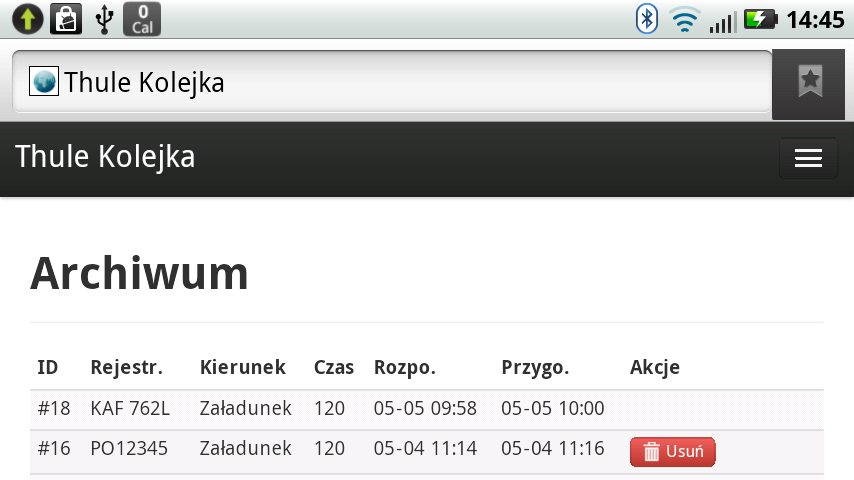 0
Cal
14:45
Thule Kolejka
Thule Kolejka
Archiwum
ID Rejestr. Kierunek Czas Rozpo. Przygo. Akcje
#18 KAF 762L Załadunek 120 05-05 09:58 05-05 10:00
#16 PO12345 Załadunek 120 05-04 11:14 05-04 11:16 Usuń